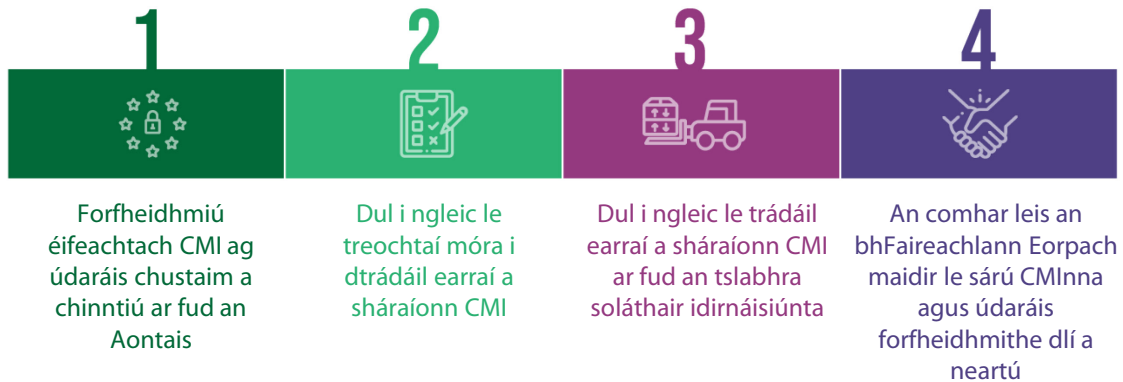 1
Forfheidhmiú
éifeachtach CMI ag
údaráis chustaim a
chinntiú ar fud an
Aontais
2
Dul i ngleic le
treochtaí móra i
dtrádáil earraí a
sháraíonn CMI
3
Dul i ngleic le trádáil
earraí a sháraíonn CMI
ar fud an tslabhra
soláthair idirnáisiúnta
4
An comhar leis an
bhFaireachlann Eorpach
maidir le sárú CMInna
agus údaráis
forfheidhmithe dlí a
neartú